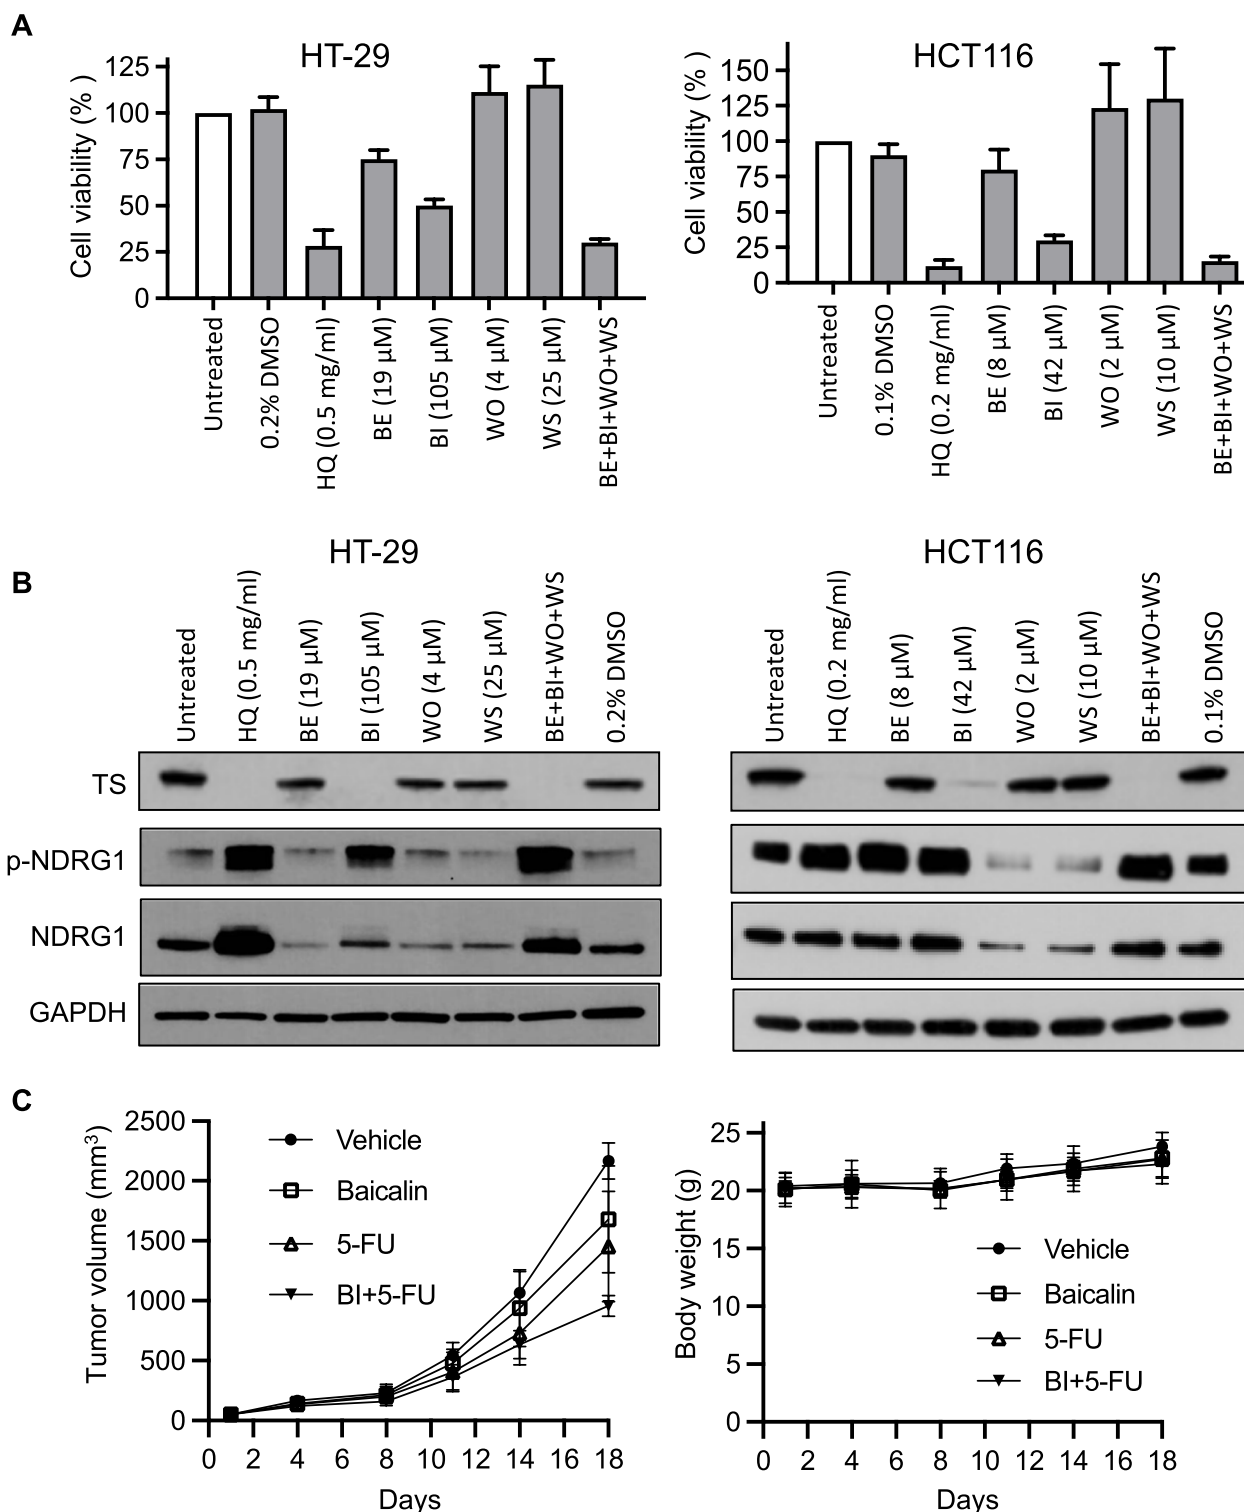 A
HT-29
Cell viability (% )
125
100
75
50
25
0
Untreated
0.2% DMSO
HQ (0.5 mg/ml)
BE (19 µM)
BI (105 µM)
WO (4 µM)
WS (25 µM)
BE+BI+WO+WS
HCT116
Cell viability (% )
150
125
100
75
50
25
0
Untreated
0.1% DMSO
HQ (0.2 mg/ml)
BE (8 µM)
BI (42 µM)
WO (2 µM)
WS (10 µM)
BE+BI+WO+WS
B
HT-29
Untreated
HQ (0.5 mg/ml)
BE (19 µM)
BI (105 µM)
WO (4 µM)
WS (25 µM)
BE+BI+WO+WS
0.2% DMSO
HCT116
Untreated
HQ (0.2 mg/ml)
BE (8 µM)
BI (42 µM)
WO (2 µM)
WS (10 µM)
BE+BI+WO+WS
0.1% DMSO
TS
p-NDRG1
NDRG1
GAPDH
C
Tumor volume (mm³)
2500
2000
1500
1000
500
0
Vehicle
Baicalin
5-FU
BI+5-FU
0 2 4 6 8 10 12 14 16 18
Days
Body weight (g)
25
20
15
10
5
0
Vehicle
Baicalin
5-FU
BI+5-FU
0 2 4 6 8 10 12 14 16 18
Days